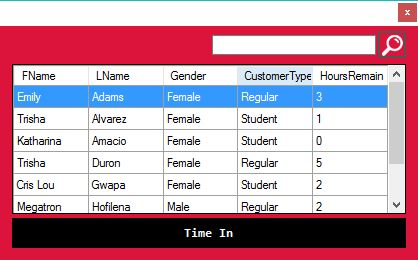 x
FName LName Gender CustomerType HoursRemain
Emily Adams Female Regular 3
Trisha Alvarez Female Student 1
Katharina Amacio Female Student 0
Trisha Duron Female Regular 5
Cris Lou Gwapa Female Student 2
Megatron Hofilena Male Regular 2
Time In